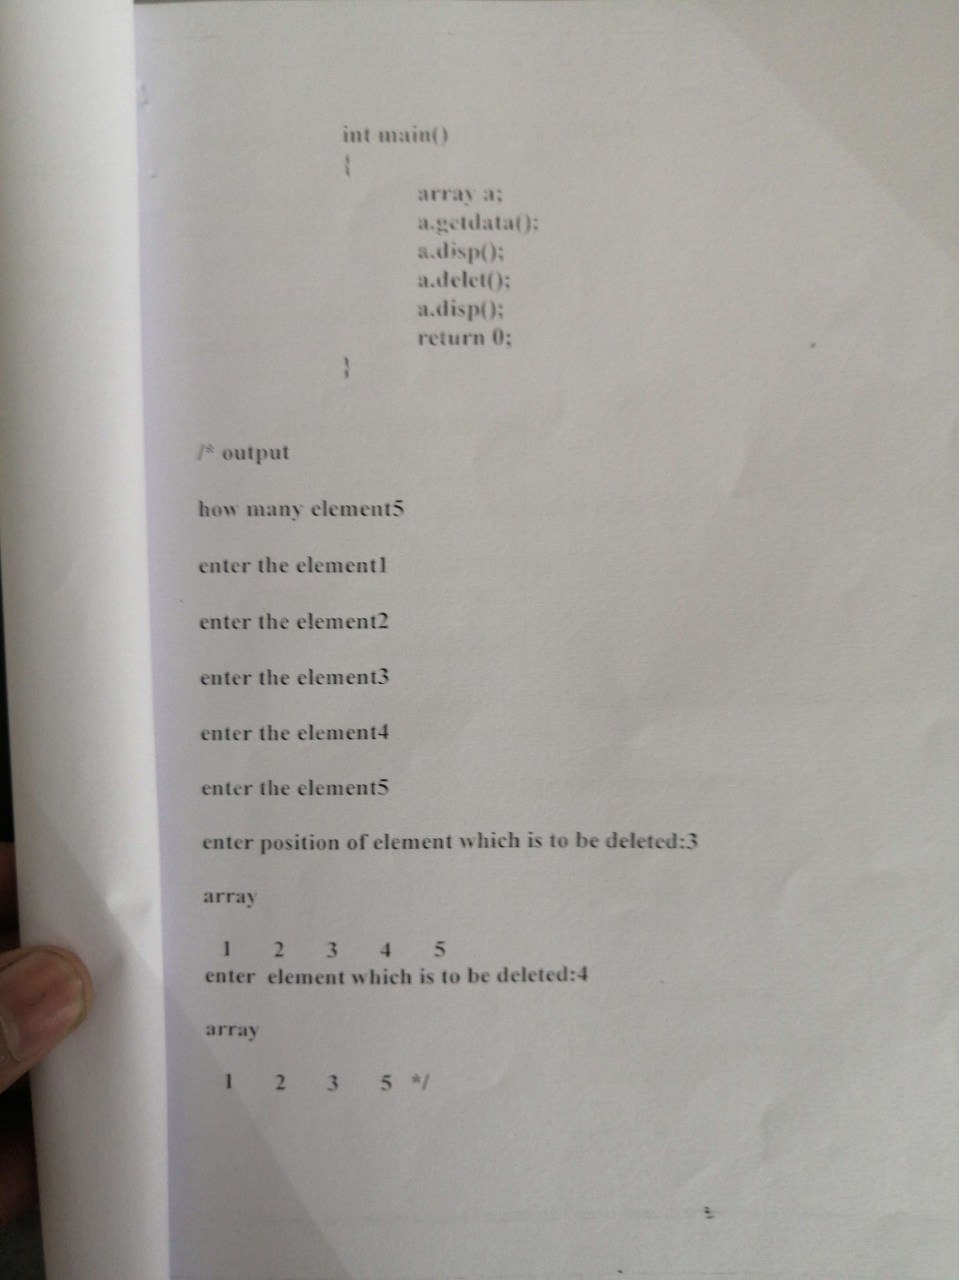 int main()
{
array a;
a.getdata();
a.disp();
a.delet();
a.disp();
return 0;
}
/* output
how many element5
enter the element1
enter the element2
enter the element3
enter the element4
enter the element5
enter position of element which is to be deleted:3
array
1 2 3 4 5
enter element which is to be deleted:4
array
1 2 3 5 */